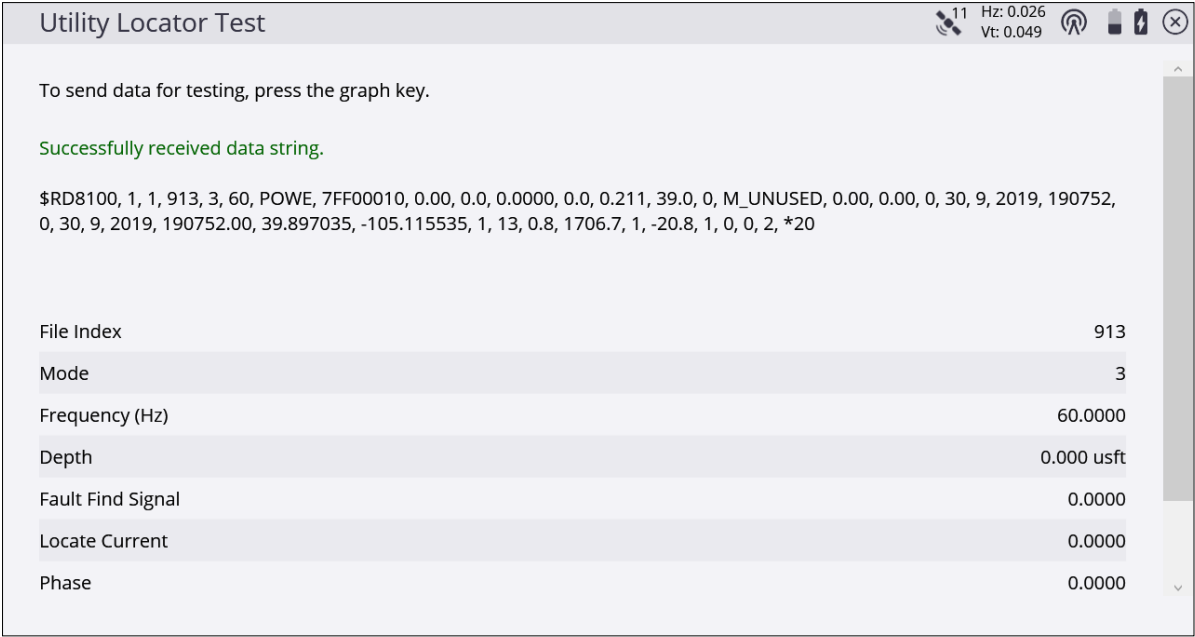 Utility Locator Test
11
Hz: 0.026
Vt: 0.049
To send data for testing, press the graph key.
Successfully received data string.
$RD8100, 1, 1, 913, 3, 60, POWE, 7FF00010, 0.00, 0.0, 0.0000, 0.0, 0.211, 39.0, 0, M_UNUSED, 0.00, 0.00, 0, 30, 9, 2019, 190752,
0, 30, 9, 2019, 190752.00, 39.897035, -105.115535, 1, 13, 0.8, 1706.7, 1, -20.8, 1, 0, 0, 2, *20
File Index 913
Mode 3
Frequency (Hz) 60.0000
Depth 0.000 usft
Fault Find Signal 0.0000
Locate Current 0.0000
Phase 0.0000